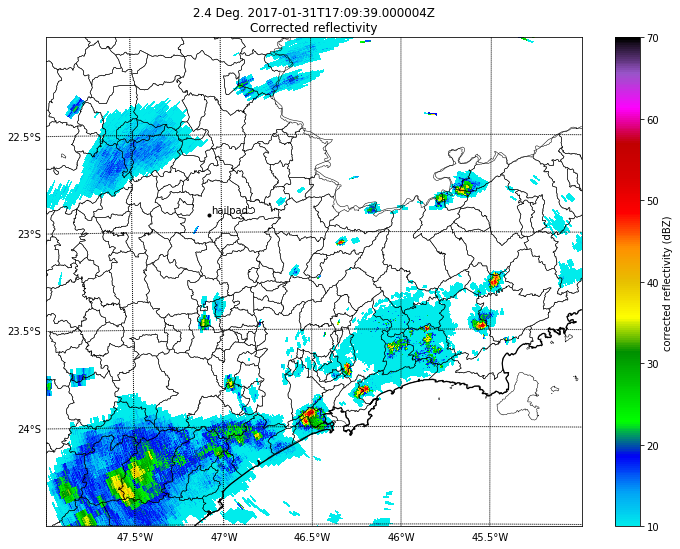 2.4 Deg. 2017-01-31T17:09:39.000004Z
Corrected reflectivity
22.5°S
23°S
23.5°S
24°S
47.5°W
47°W
46.5°W
46°W
45.5°W
hailpad
70
60
50
40
30
20
10
corrected reflectivity (dBZ)